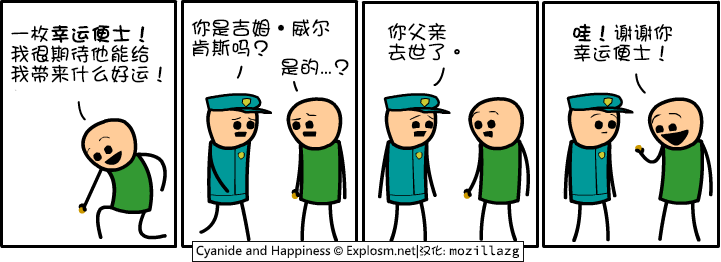 一枚幸运便士！
我很期待他能给
我带来什么好运！
你是吉姆·威尔
肯斯吗？
是的...？
你父亲
去世了。
哇！谢谢你
幸运便士！
Cyanide and Happiness © Explosm.net|汉化: mozillazg